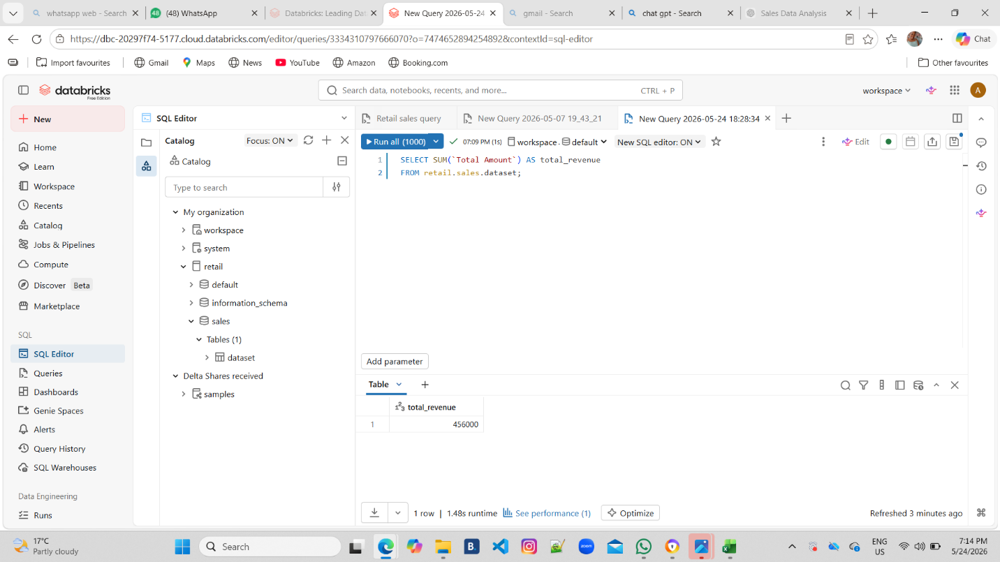 whatsapp web - Search
(48) WhatsApp
Databricks: Leading Dat
New Query 2026-05-24
gmail - Search
chat gpt - Search
Sales Data Analysis
https://dbc-20297f74-5177.cloud.databricks.com/editor/queries/3334310797666070?o=7474652894254892&contextId=sql-editor
Chat
Import favourites
Gmail
Maps
News
YouTube
Amazon
Booking.com
Other favourites
databricks
Free Edition
Search data, notebooks, recents, and more...
CTRL + P
workspace
A
New
Home
Learn
Workspace
Recents
Catalog
Jobs & Pipelines
Compute
Discover Beta
Marketplace
SQL
SQL Editor
Queries
Dashboards
Genie Spaces
Alerts
Query History
SQL Warehouses
Data Engineering
Runs
SQL Editor
Catalog
Focus: ON
Catalog
Type to search
My organization
workspace
system
retail
default
information_schema
sales
Tables (1)
dataset
Delta Shares received
samples
Retail sales query
New Query 2026-05-07 19_43_21
New Query 2026-05-24 18:28:34
Run all (1000)
07:09 PM (1s)
workspace . default
New SQL editor: ON
Edit
1 SELECT SUM(`Total Amount`) AS total_revenue
2 FROM retail.sales.dataset;
Add parameter
Table
123 total_revenue
1 456000
1 row | 1.48s runtime
See performance (1)
Optimize
Refreshed 3 minutes ago
17°C
Partly cloudy
Search
B.
zoom
ENG
US
7:14 PM
5/24/2026